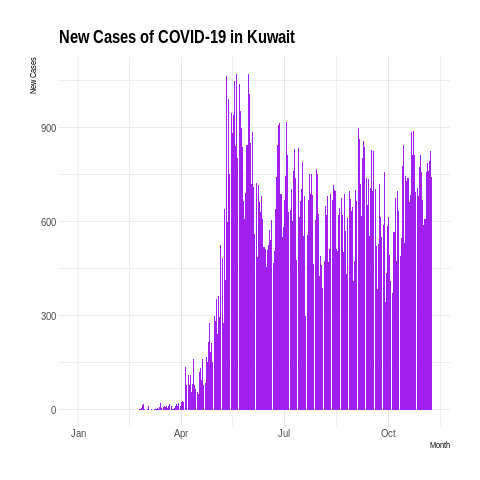 New Cases of COVID-19 in Kuwait
New Cases
900
600
300
0
Jan
Apr
Jul
Oct
Month